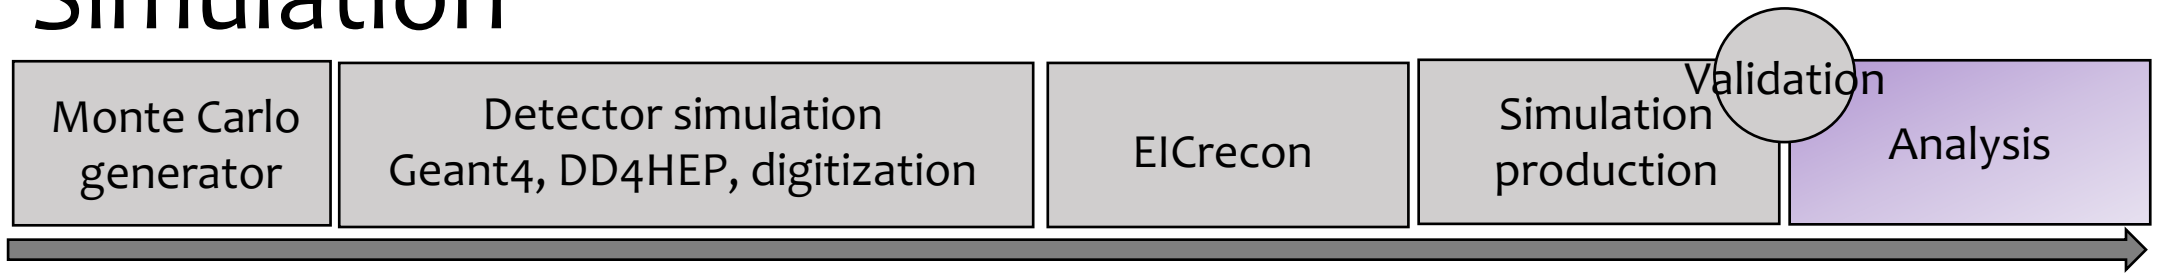 Simulation
Monte Carlo
generator
Detector simulation
Geant4, DD4HEP, digitization
EICrecon
Simulation
production
Validation
Analysis